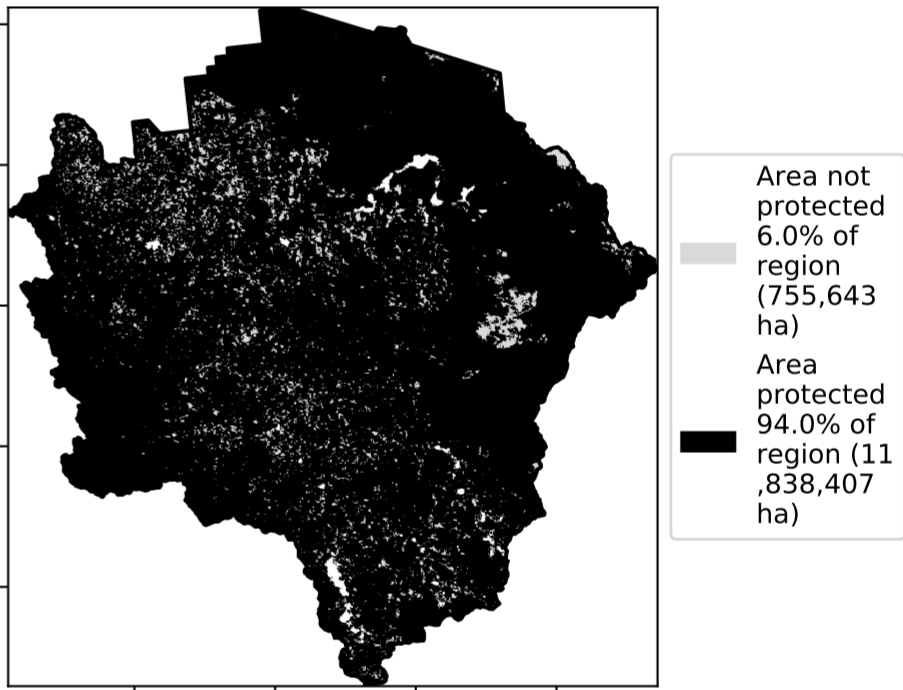 Area not
protected
6.0% of
region
(755,643
ha)
Area
protected
94.0% of
region (11
,838,407
ha)